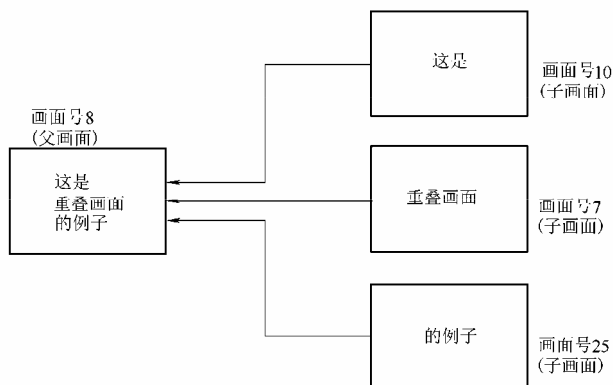 画面号8
(父画面)
这是
重叠画面
的例子
这是
画面号10
(子画面)
重叠画面
画面号7
(子画面)
的例子
画面号25
(子画面)